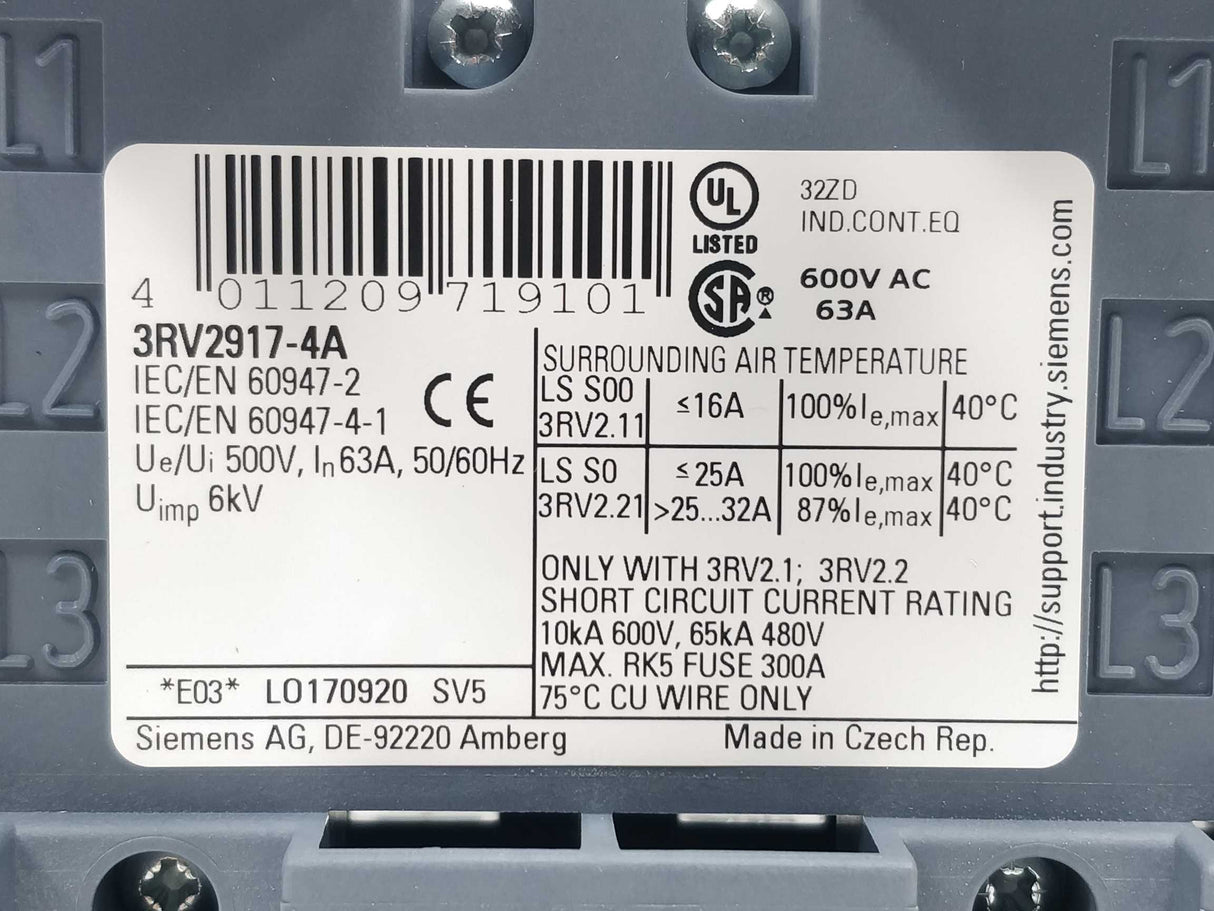 L1
L2
L3
4 011209 719101
UL
LISTED
32ZD
IND.CONT.EQ
SA ®
600V AC
63A
3RV2917-4A
IEC/EN 60947-2
IEC/EN 60947-4-1
CE
Ue/Ui 500V, In 63A, 50/60Hz
Uimp 6kV
SURROUNDING AIR TEMPERATURE
LS S00 3RV2.11 ≤16A 100%Ie,max 40°C
LS S0 ≤25A 100%Ie,max 40°C
3RV2.21 >25...32A 87%Ie,max 40°C
ONLY WITH 3RV2.1; 3RV2.2
SHORT CIRCUIT CURRENT RATING
10kA 600V, 65kA 480V
MAX. RK5 FUSE 300A
75°C CU WIRE ONLY
*E03* LO170920 SV5
Siemens AG, DE-92220 Amberg Made in Czech Rep.
http://support.industry.siemens.com
L1
L2
L3